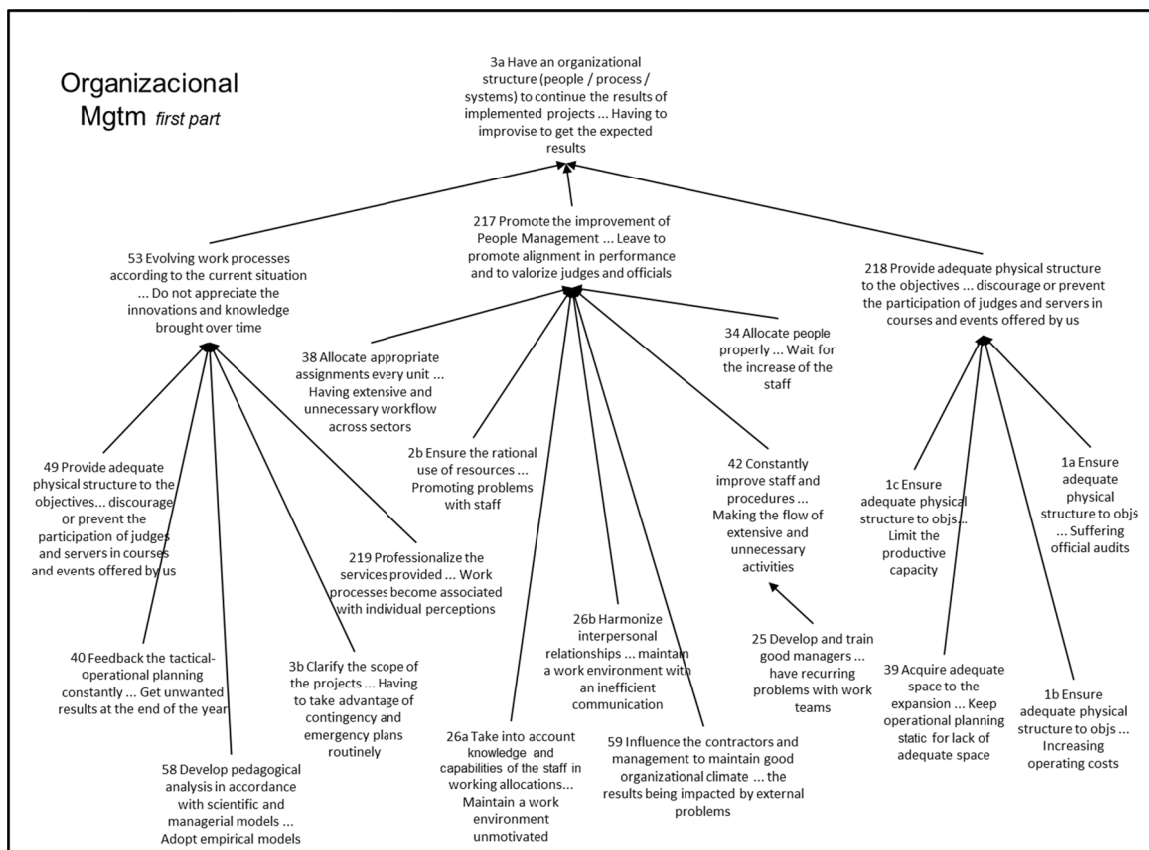 Organizacional
Mgtm first part
3a Have an organizational
structure (people / process /
systems) to continue the results of
implemented projects ... Having to
improvise to get the expected
results
53 Evolving work processes
according to the current situation
... Do not appreciate the
innovations and knowledge
brought over time
217 Promote the improvement of
People Management ... Leave to
promote alignment in performance
and to valorize judges and officials
218 Provide adequate physical structure
to the objectives ... discourage or prevent
the participation of judges and servers in
courses and events offered by us
38 Allocate appropriate
assignments every unit ...
Having extensive and
unnecessary workflow
across sectors
34 Allocate people
properly ... Wait for
the increase of the
staff
49 Provide adequate
physical structure to the
objectives... discourage
or prevent the
participation of judges
and servers in courses
and events offered by us
2b Ensure the rational
use of resources ...
Promoting problems
with staff
42 Constantly
improve staff and
procedures ...
Making the flow of
extensive and
unnecessary
activities
1c Ensure
adequate physical
structure to objs...
Limit the
productive
capacity
1a Ensure
adequate
physical
structure to objs
... Suffering
official audits
219 Professionalize the
services provided ... Work
processes become associated
with individual perceptions
40 Feedback the tactical-
operational planning
constantly ... Get unwanted
results at the end of the year
3b Clarify the scope of
the projects ... Having
to take advantage of
contingency and
emergency plans
routinely
26b Harmonize
interpersonal
relationships ... maintain
a work environment with
an inefficient
communication
25 Develop and train
good managers ...
have recurring
problems with work
teams
39 Acquire adequate
space to the
expansion ... Keep
operational planning
static for lack of
adequate space
1b Ensure
adequate physical
structure to objs ...
Increasing
operating costs
58 Develop pedagogical
analysis in accordance
with scientific and
managerial models ...
Adopt empirical models
26a Take into account
knowledge and
capabilities of the staff in
working allocations...
Maintain a work
environment
unmotivated
59 Influence the contractors and
management to maintain good
organizational climate ... the
results being impacted by external
problems